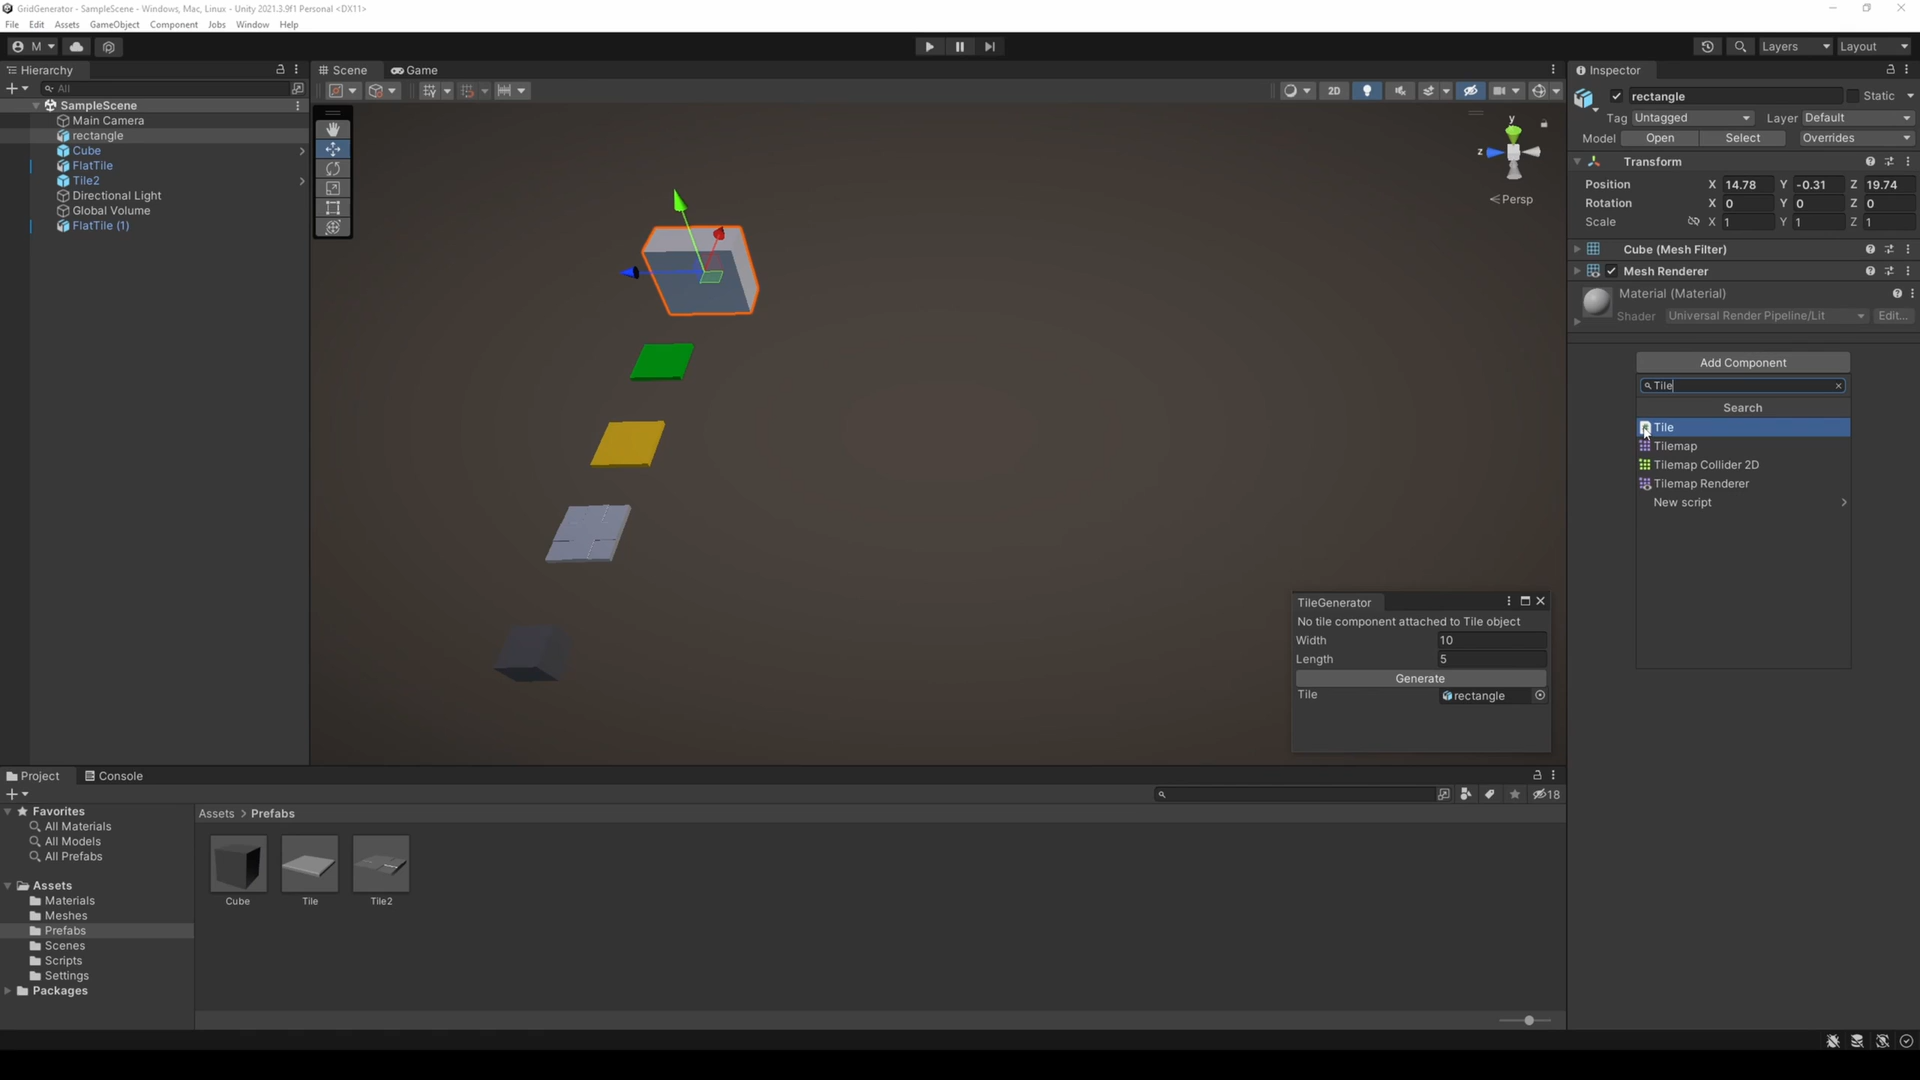 GridGenerator - SampleScene - Windows, Mac, Linux - Unity 2021.3.9f1 Personal <DX11>
File Edit Assets GameObject Component Jobs Window Help
M Layers Layout
Hierarchy
All
SampleScene
Main Camera
rectangle
Cube
FlatTile
Tile2
Directional Light
Global Volume
FlatTile (1)
Scene Game
2D
y
z
Persp
TileGenerator
No tile component attached to Tile object
Width 10
Length 5
Generate
Tile rectangle
Inspector
rectangle Static
Tag Untagged Layer Default
Model Open Select Overrides
Transform
Position X 14.78 Y -0.31 Z 19.74
Rotation X 0 Y 0 Z 0
Scale X 1 Y 1 Z 1
Cube (Mesh Filter)
Mesh Renderer
Material (Material)
Shader Universal Render Pipeline/Lit Edit...
Add Component
Tile
Search
Tile
Tilemap
Tilemap Collider 2D
Tilemap Renderer
New script
Project Console
18
Favorites
All Materials
All Models
All Prefabs
Assets
Materials
Meshes
Prefabs
Scenes
Scripts
Settings
Packages
Assets > Prefabs
Cube Tile Tile2